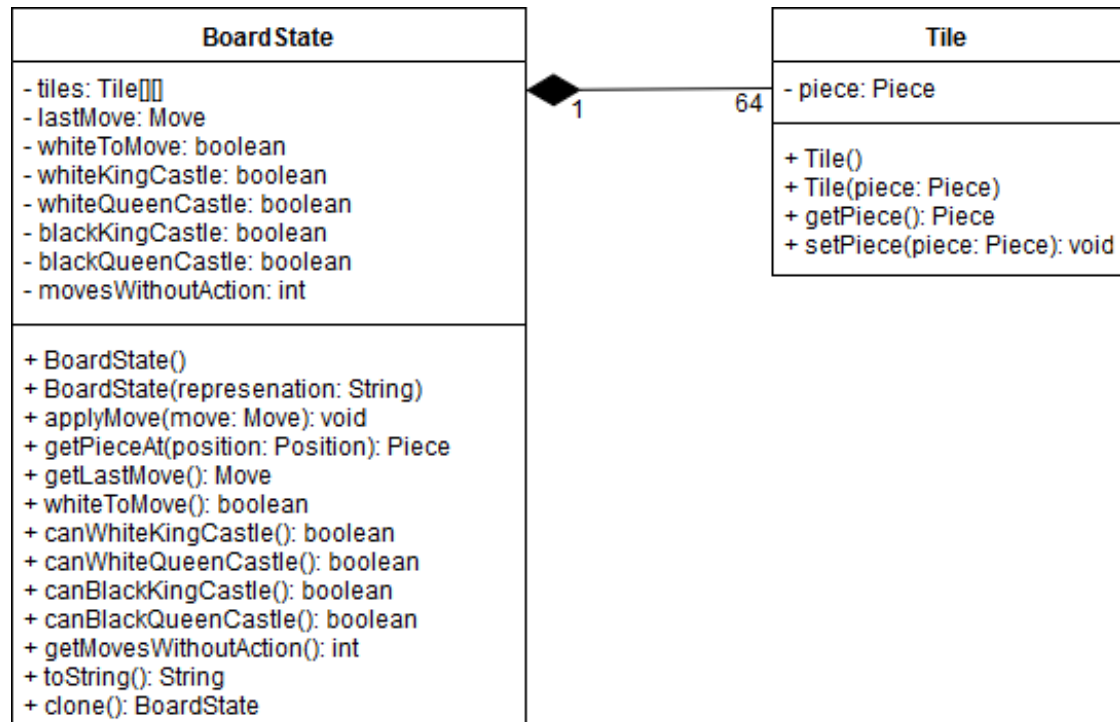 BoardState
- tiles: Tile[][]
- lastMove: Move
- whiteToMove: boolean
- whiteKingCastle: boolean
- whiteQueenCastle: boolean
- blackKingCastle: boolean
- blackQueenCastle: boolean
- movesWithoutAction: int
+ BoardState()
+ BoardState(represenation: String)
+ applyMove(move: Move): void
+ getPieceAt(position: Position): Piece
+ getLastMove(): Move
+ whiteToMove(): boolean
+ canWhiteKingCastle(): boolean
+ canWhiteQueenCastle(): boolean
+ canBlackKingCastle(): boolean
+ canBlackQueenCastle(): boolean
+ getMovesWithoutAction(): int
+ toString(): String
+ clone(): BoardState
1
64
Tile
- piece: Piece
+ Tile()
+ Tile(piece: Piece)
+ getPiece(): Piece
+ setPiece(piece: Piece): void